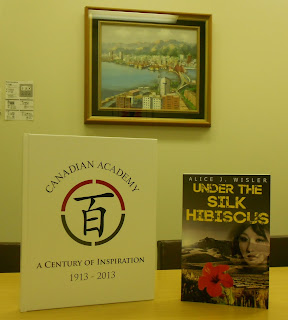 CANADIAN ACADEMY
百
A CENTURY OF INSPIRATION
1913 - 2013
ALICE J. WISLER
UNDER THE
SILK
HIBISCUS